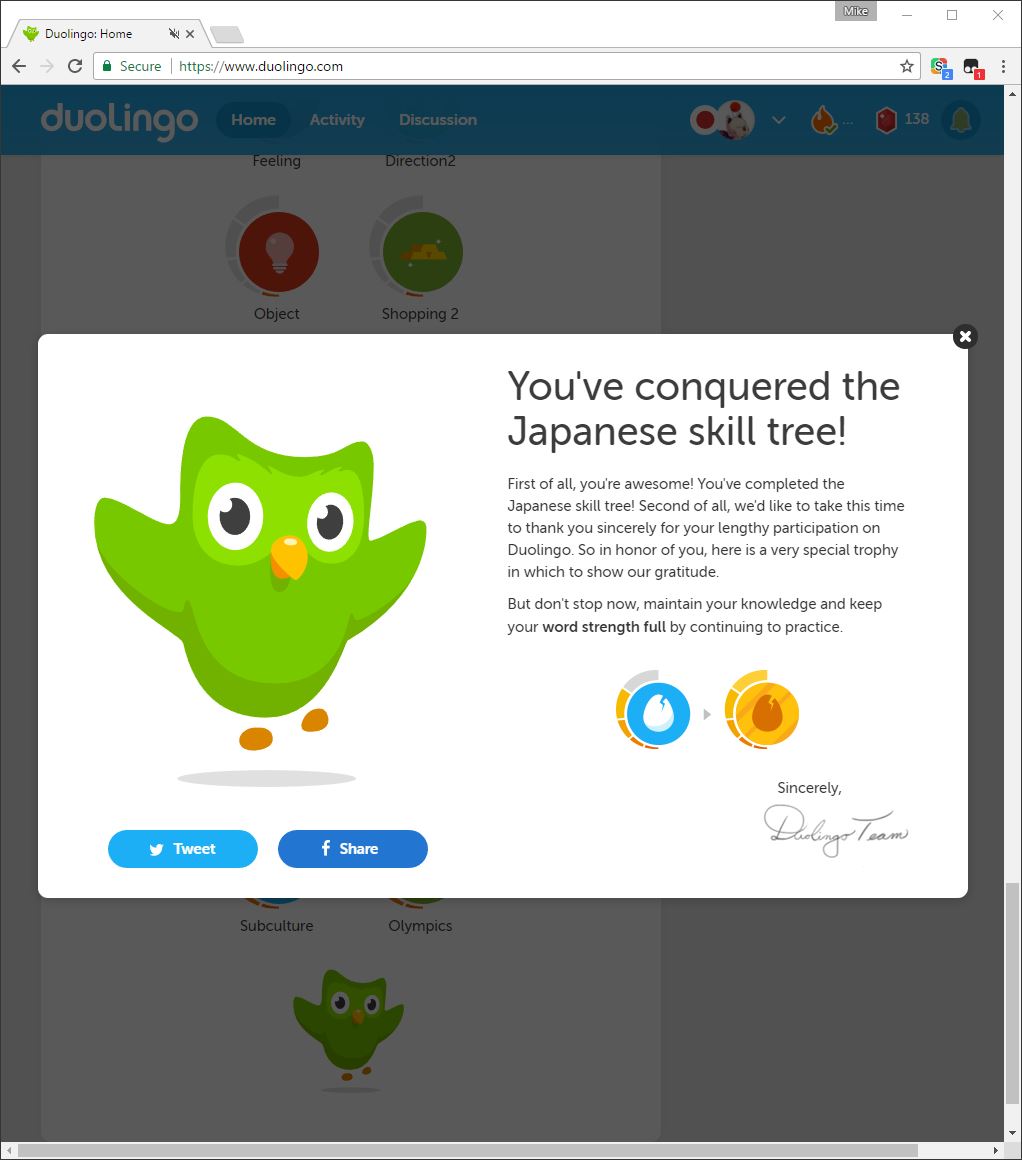 Mike
Duolingo: Home
Secure https://www.duolingo.com
2
1
duolingo Home Activity Discussion ... 138
Feeling Direction2
Object Shopping 2
You've conquered the
Japanese skill tree!
First of all, you're awesome! You've completed the
Japanese skill tree! Second of all, we'd like to take this time
to thank you sincerely for your lengthy participation on
Duolingo. So in honor of you, here is a very special trophy
in which to show our gratitude.
But don't stop now, maintain your knowledge and keep
your word strength full by continuing to practice.
Sincerely,
Duolingo Team
Tweet Share
Subculture Olympics